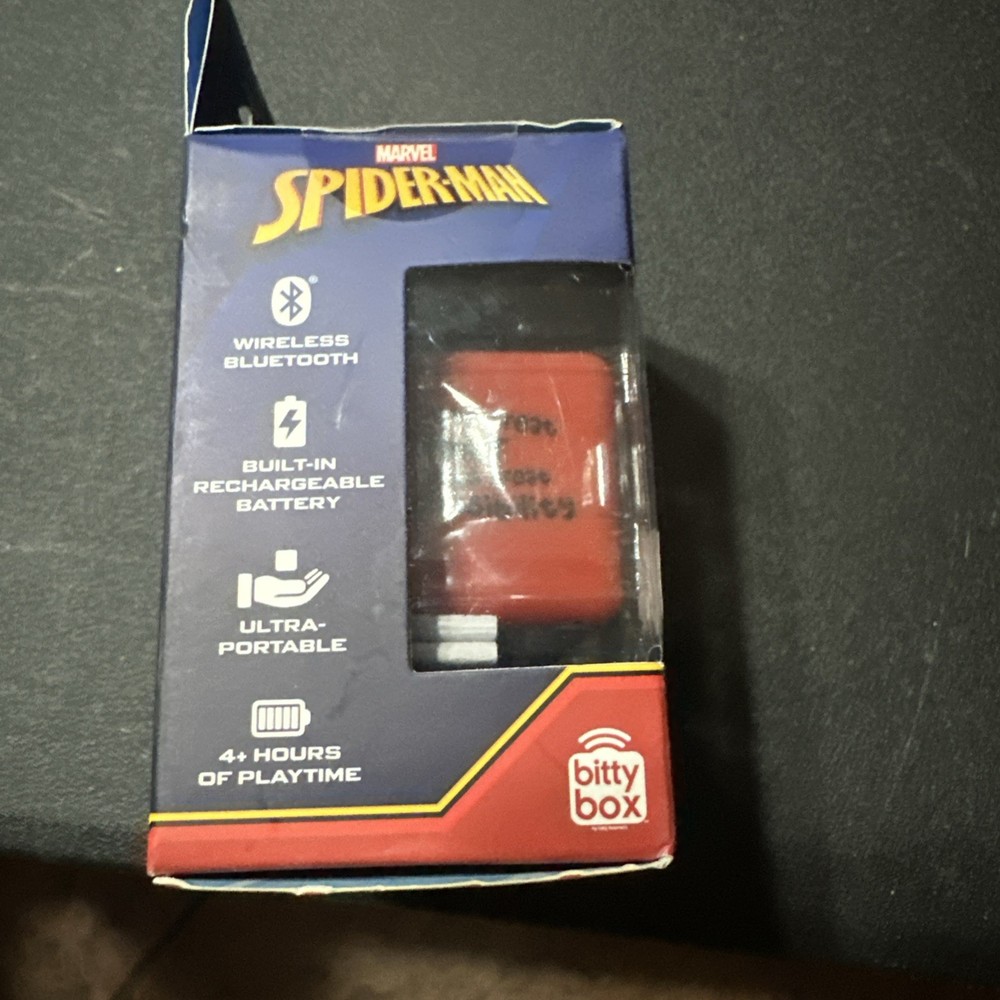 MARVEL
SPIDER-MAN
WIRELESS
BLUETOOTH
BUILT-IN
RECHARGEABLE
BATTERY
ULTRA-
PORTABLE
4+ HOURS
OF PLAYTIME
bitty
box